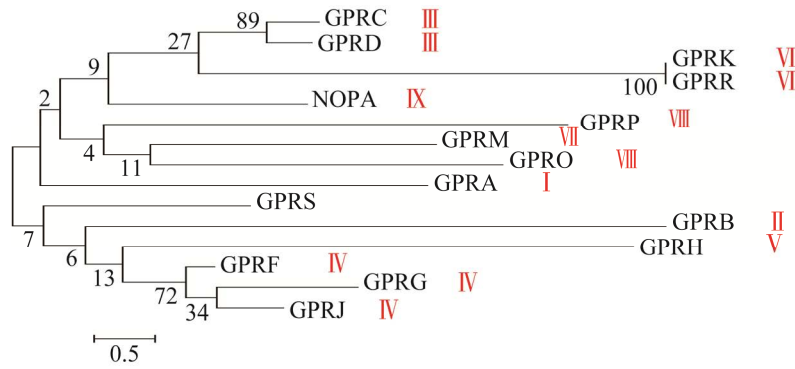 89 GPRC Ⅲ
27 GPRD Ⅲ
9 GPRK Ⅵ
100 GPRR Ⅵ
2 NOPA Ⅸ
GPRP Ⅷ
4 GPRM Ⅶ
11 GPRO Ⅷ
GPRA Ⅰ
GPRS
7 GPRB Ⅱ
6 GPRH Ⅴ
13 GPRF Ⅳ
72 GPRG Ⅳ
34 GPRJ Ⅳ
0.5